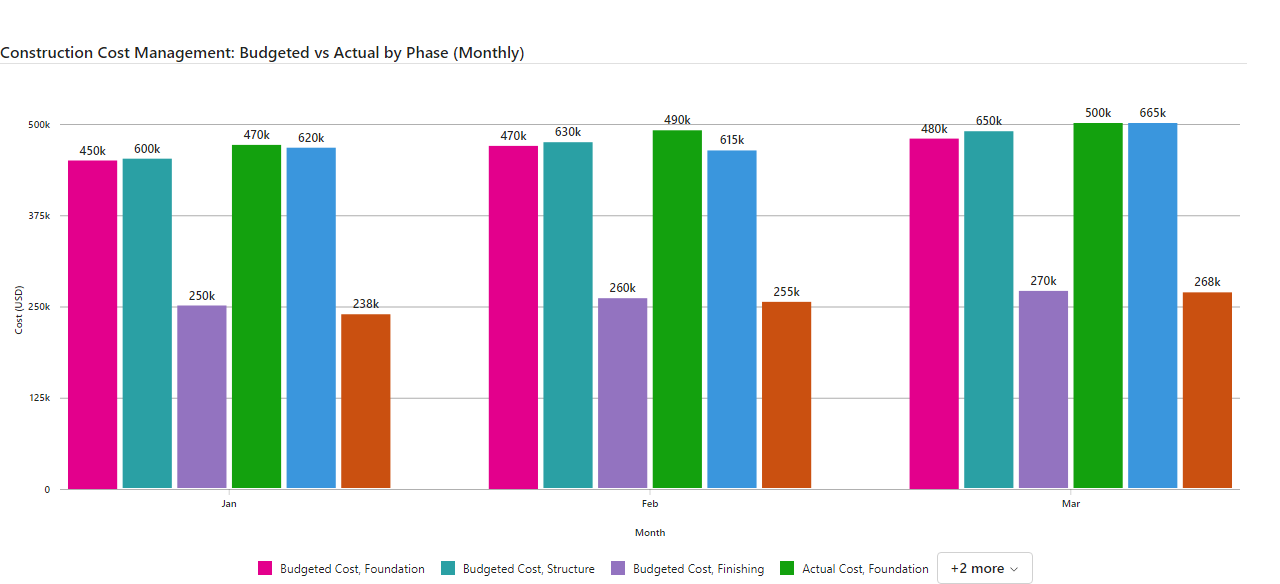 Construction Cost Management: Budgeted vs Actual by Phase (Monthly)
500k
375k
250k
125k
0
Cost (USD)
450k
600k
250k
470k
620k
238k
470k
630k
260k
490k
615k
255k
480k
650k
270k
500k
665k
268k
Jan
Feb
Mar
Month
Budgeted Cost, Foundation
Budgeted Cost, Structure
Budgeted Cost, Finishing
Actual Cost, Foundation
+2 more